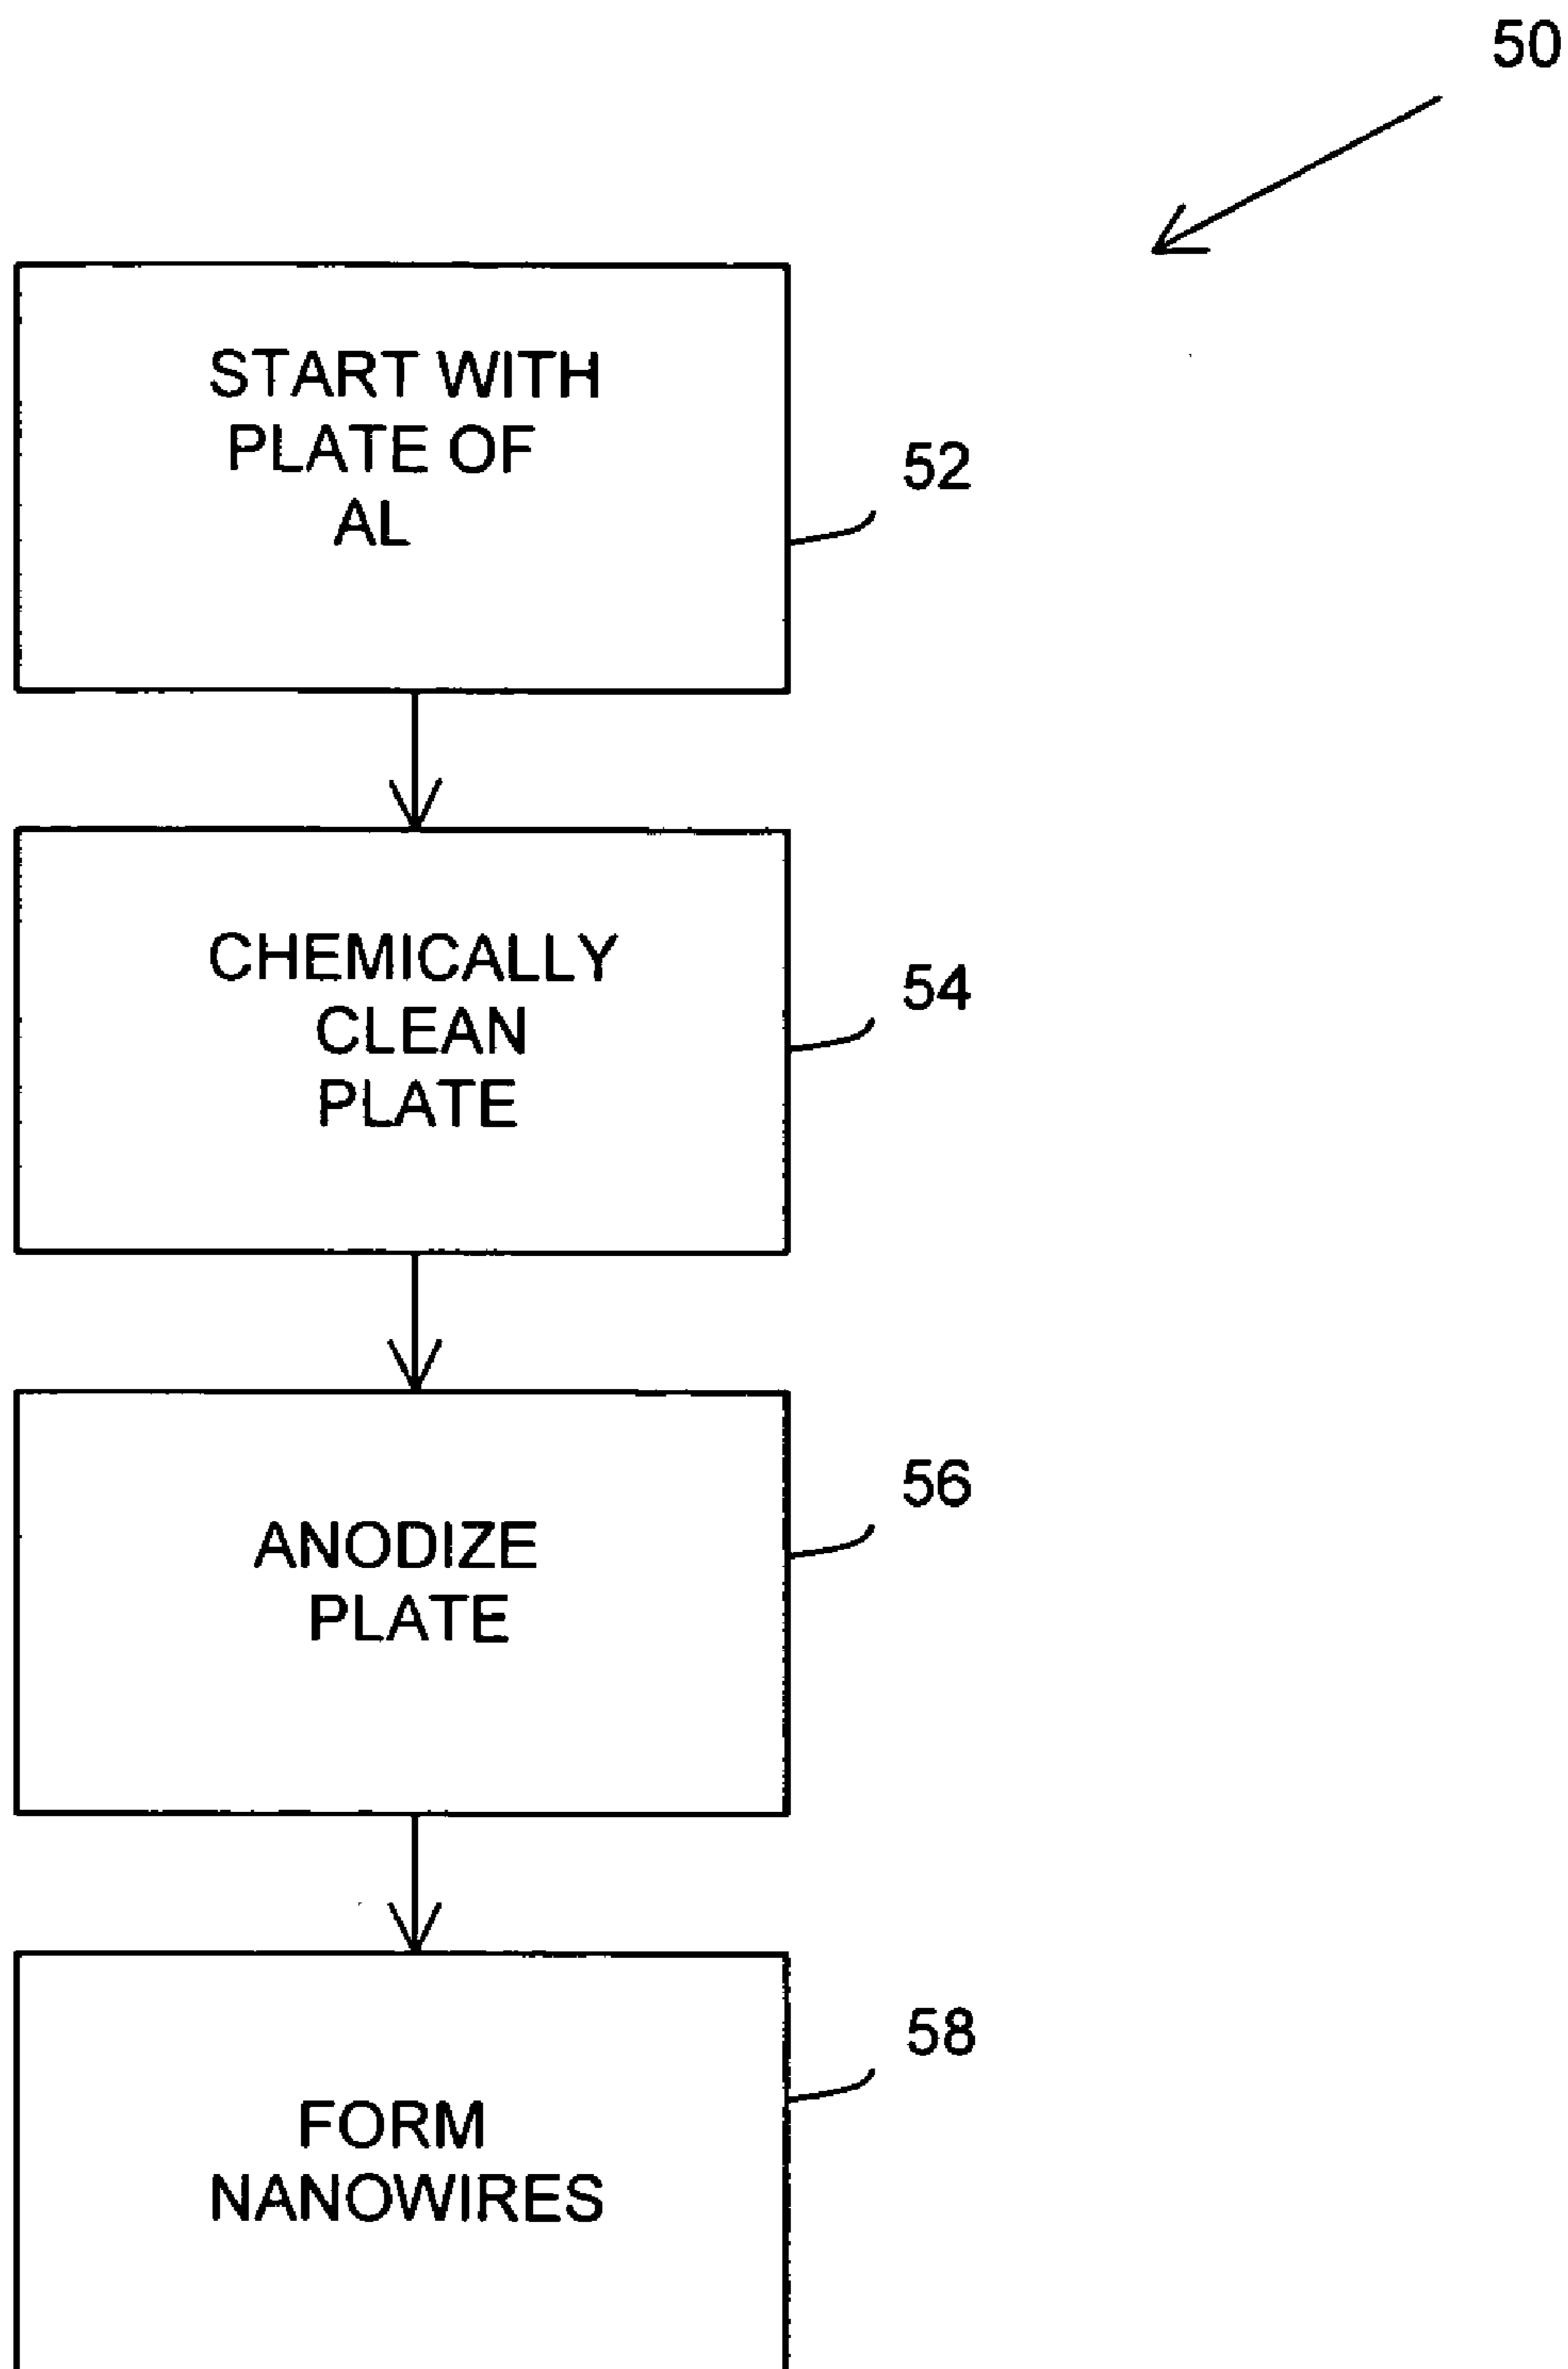 50
START WITH
PLATE OF
AL
52
CHEMICALLY
CLEAN
PLATE
54
ANODIZE
PLATE
56
FORM
NANOWIRES
58